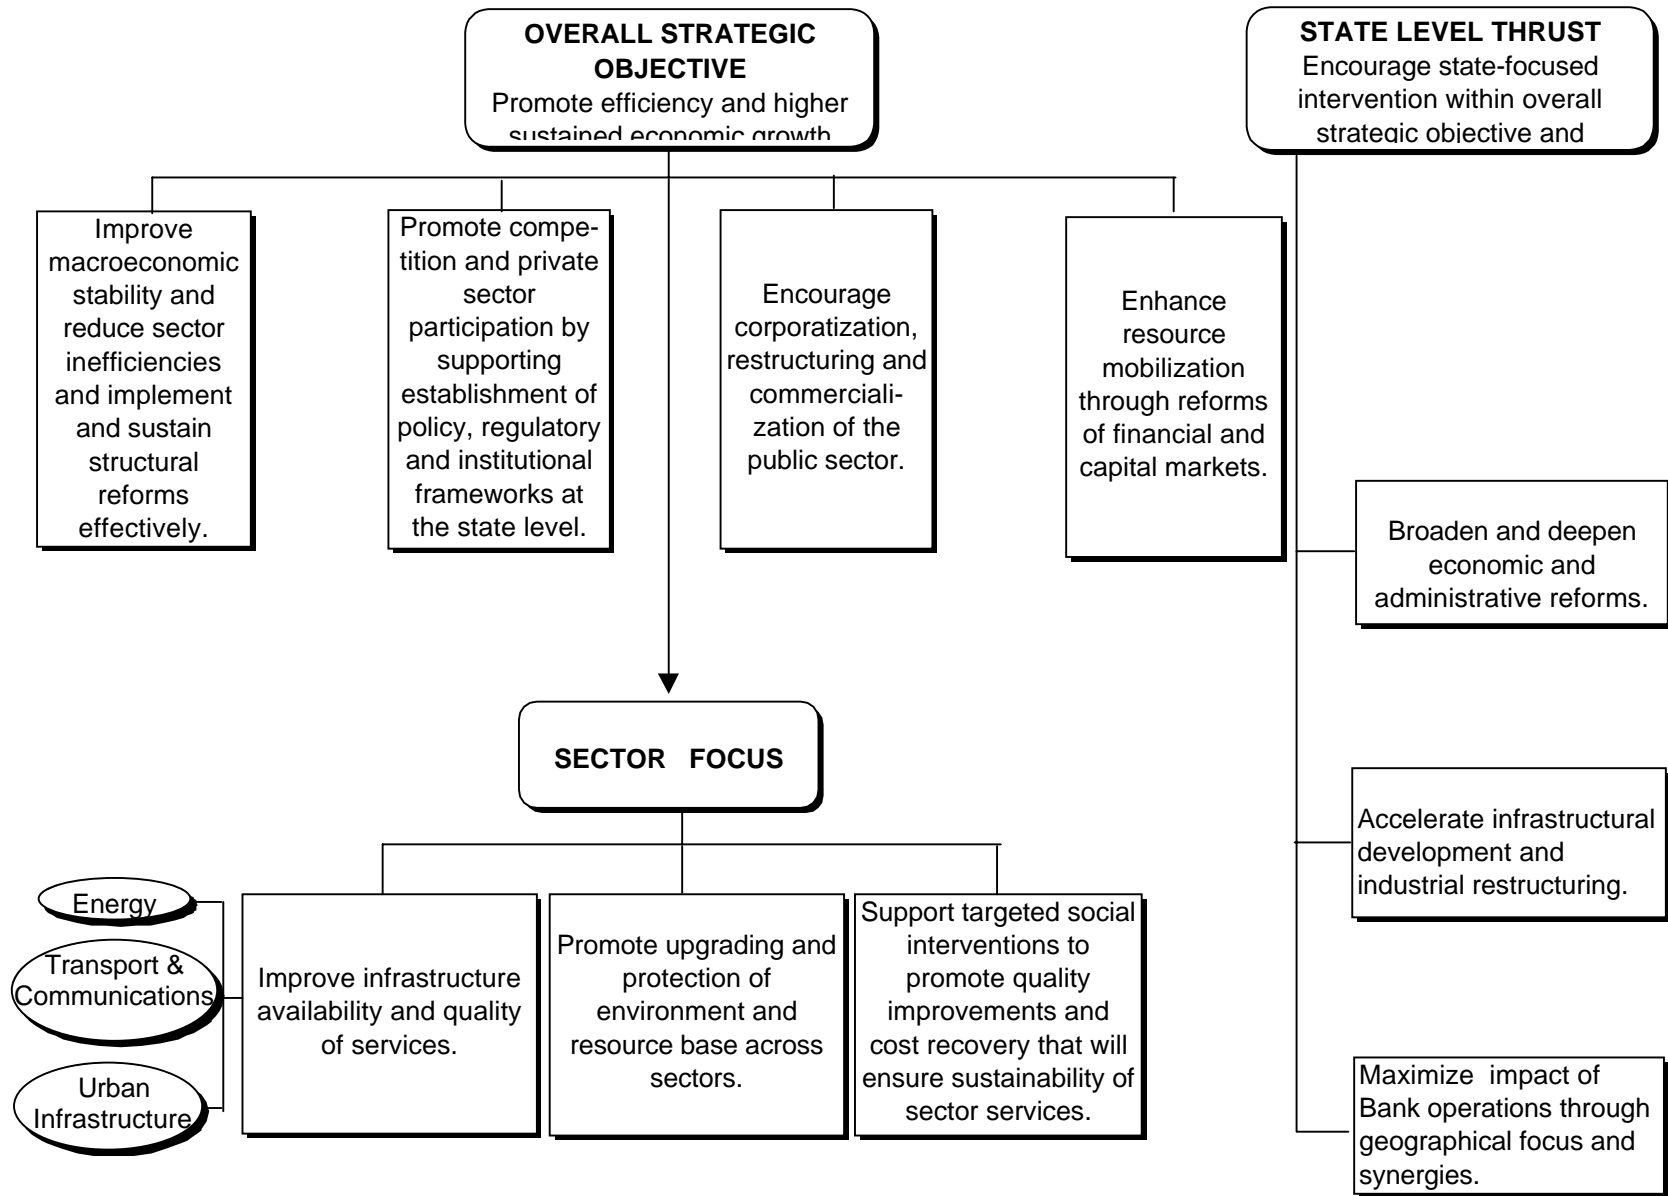 OVERALL STRATEGIC
OBJECTIVE
Promote efficiency and higher
sustained economic growth
STATE LEVEL THRUST
Encourage state-focused
intervention within overall
strategic objective and
Improve
macroeconomic
stability and
reduce sector
inefficiencies
and implement
and sustain
structural
reforms
effectively.
Promote compe-
tition and private
sector
participation by
supporting
establishment of
policy, regulatory
and institutional
frameworks at
the state level.
Encourage
corporatization,
restructuring and
commerciali-
zation of the
public sector.
Enhance
resource
mobilization
through reforms
of financial and
capital markets.
Broaden and deepen
economic and
administrative reforms.
Accelerate infrastructural
development and
industrial restructuring.
Maximize impact of
Bank operations through
geographical focus and
synergies.
SECTOR FOCUS
Energy
Transport &
Communications
Urban
Infrastructure
Improve infrastructure
availability and quality
of services.
Promote upgrading and
protection of
environment and
resource base across
sectors.
Support targeted social
interventions to
promote quality
improvements and
cost recovery that will
ensure sustainability of
sector services.